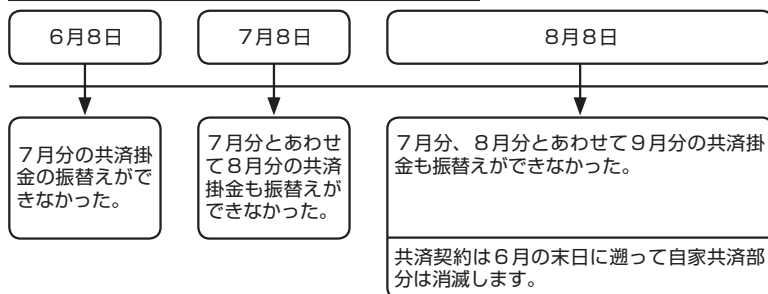 6月8日
7月8日
8月8日
7月分の共済掛
金の振替えがで
きなかった。
7月分とあわせ
て8月分の共済
掛金も振替えが
できなかった。
7月分、8月分とあわせて9月分の共済掛
金も振替えができなかった。
共済契約は6月の末日に遡って自家共済部
分は消滅します。